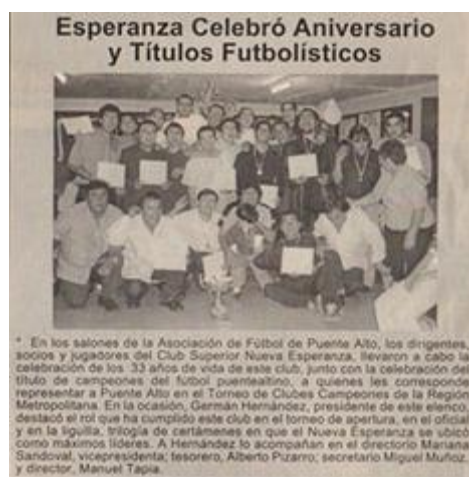 Esperanza Celebró Aniversario
y Títulos Futbolísticos
* En los salones de la Asociación de Fútbol de Puente Alto, los dirigentes,
socios y jugadores del Club Superior Nueva Esperanza, llevaron a cabo la
celebración de los 33 años de vida de este club, junto con la celebración del
título de campeones del fútbol puentealtino, a quienes les corresponde
representar a Puente Alto en el Torneo de Clubes Campeones de la Región
Metropolitana. En la ocasión, Germán Hernández, presidente de este elenco,
destacó el rol que ha cumplido este club en el torneo de apertura, en el oficial
y en la liguilla, trilogía de certámenes en que el Nueva Esperanza se ubicó
como máximos líderes. A Hernández lo acompañan en el directorio Mariana
Sandoval, vicepresidenta; tesorero, Alberto Pizarro; secretario Miguel Muñoz,
y director, Manuel Tapia.